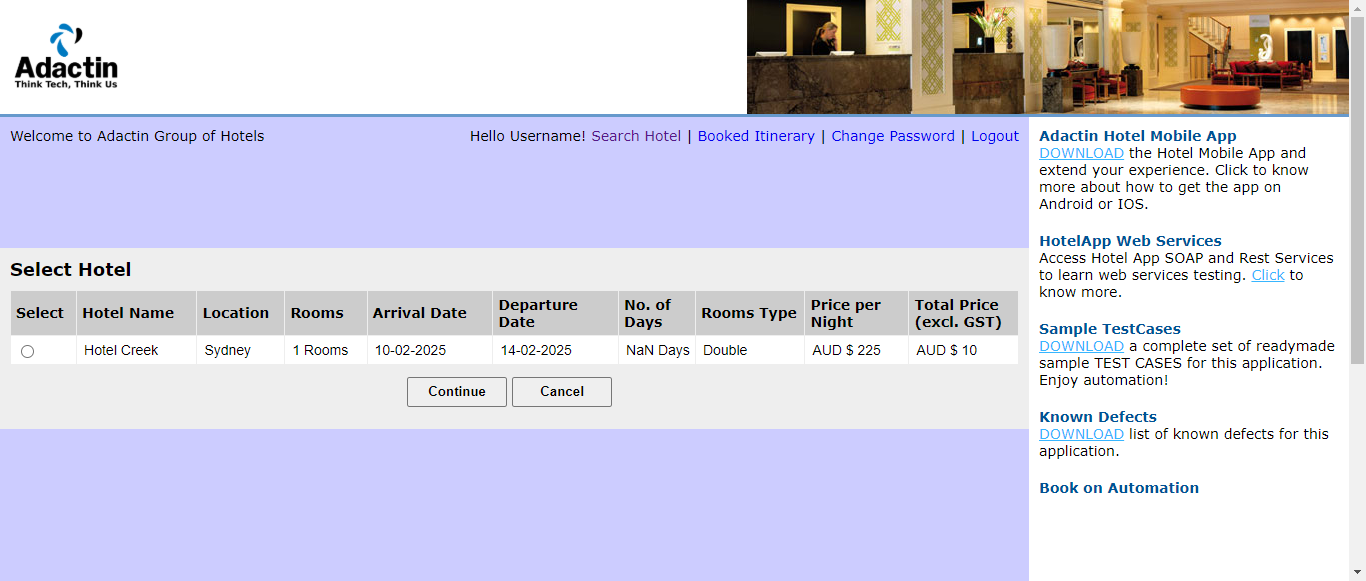 Adactin
Think Tech, Think Us
Welcome to Adactin Group of Hotels
Hello Username! Search Hotel | Booked Itinerary | Change Password | Logout
Select Hotel
Select Hotel Name Location Rooms Arrival Date Departure Date No. of Days Rooms Type Price per Night Total Price (excl. GST)
Hotel Creek Sydney 1 Rooms 10-02-2025 14-02-2025 NaN Days Double AUD $ 225 AUD $ 10
Continue Cancel
Adactin Hotel Mobile App
DOWNLOAD the Hotel Mobile App and
extend your experience. Click to know
more about how to get the app on
Android or IOS.
HotelApp Web Services
Access Hotel App SOAP and Rest Services
to learn web services testing. Click to
know more.
Sample TestCases
DOWNLOAD a complete set of readymade
sample TEST CASES for this application.
Enjoy automation!
Known Defects
DOWNLOAD list of known defects for this
application.
Book on Automation